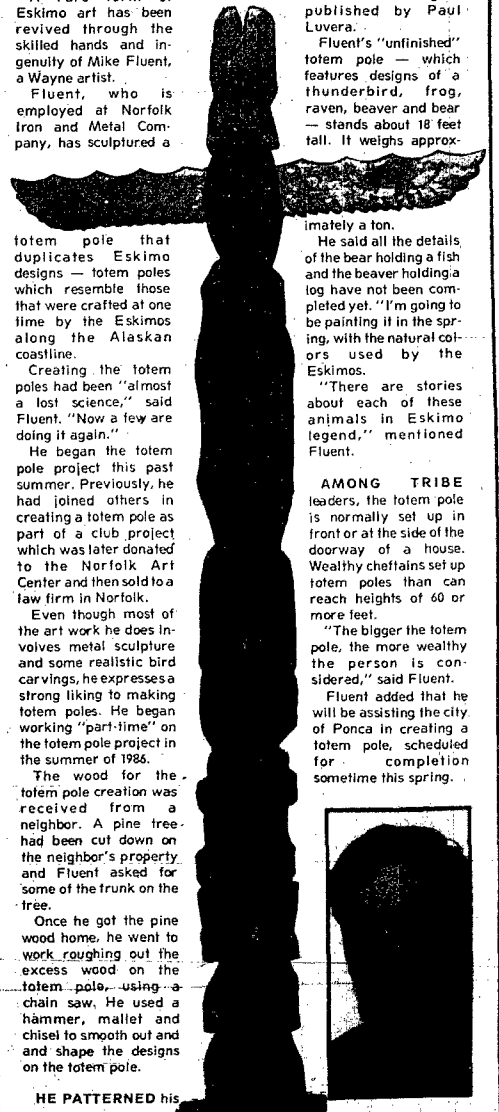 Eskimo art has been
revived through the
skilled hands and in-
genuity of Mike Fluent,
a Wayne artist.
Fluent, who is
employed at Norfolk
Iron and Metal Com-
pany, has sculptured a
totem pole that
duplicates Eskimo
designs — totem poles
which resemble those
that were crafted at one
time by the Eskimos
along the Alaskan
coastline.
Creating the totem
poles had been "almost
a lost science," said
Fluent. "Now a few are
doing it again."
He began the totem
pole project this past
summer. Previously, he
had joined others in
creating a totem pole as
part of a club project
which was later donated
to the Norfolk Art
Center and then sold to a
law firm in Norfolk.
Even though most of
the art work he does in-
volves metal sculpture
and some realistic bird
carvings, he expresses a
strong liking to making
totem poles. He began
working "part-time" on
the totem pole project in
the summer of 1986.
The wood for the
totem pole creation was
received from a
neighbor. A pine tree
had been cut down on
the neighbor's property
and Fluent asked for
some of the trunk on the
tree.
Once he got the pine
wood home, he went to
work roughing out the
excess wood on the
totem pole, using a
chain saw. He used a
hammer, mallet and
chisel to smooth out and
and shape the designs
on the totem pole.
HE PATTERNED his
published by Paul
Luvera.
Fluent's "unfinished"
totem pole — which
features designs of a
thunderbird, frog,
raven, beaver and bear
— stands about 18 feet
tall. It weighs approx-
imately a ton.
He said all the details
of the bear holding a fish
and the beaver holding a
log have not been com-
pleted yet. "I'm going to
be painting it in the spr-
ing, with the natural col-
ors used by the
Eskimos.
"There are stories
about each of these
animals in Eskimo
legend," mentioned
Fluent.
AMONG TRIBE
leaders, the totem pole
is normally set up in
front or at the side of the
doorway of a house.
Wealthy cheftains set up
totem poles than can
reach heights of 60 or
more feet.
"The bigger the totem
pole, the more wealthy
the person is con-
sidered," said Fluent.
Fluent added that he
will be assisting the city
of Ponca in creating a
totem pole, scheduled
for completion
sometime this spring.